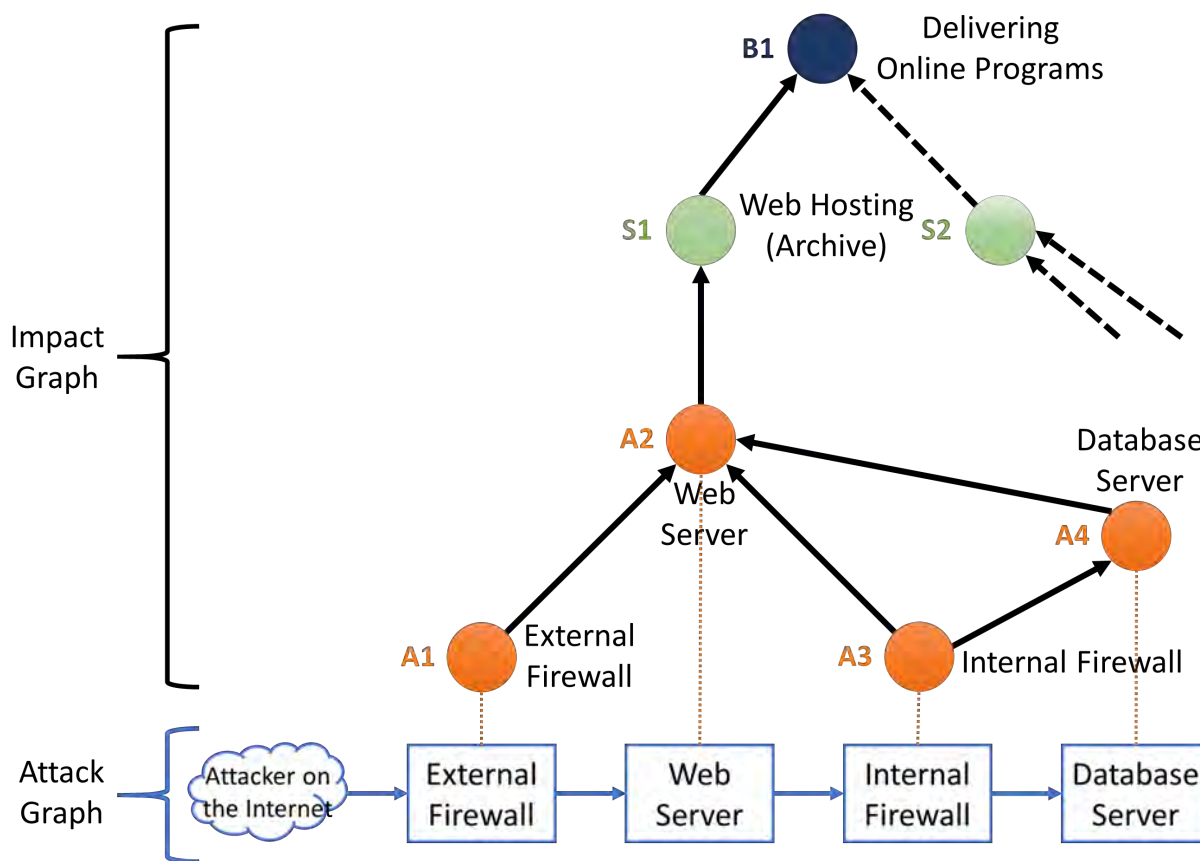 B1
Delivering
Online Programs
S1
Web Hosting
(Archive)
S2
Impact
Graph
A2
Web
Server
Database
Server
A4
A1
External
Firewall
A3
Internal Firewall
Attack
Graph
Attacker on
the Internet
External
Firewall
Web
Server
Internal
Firewall
Database
Server